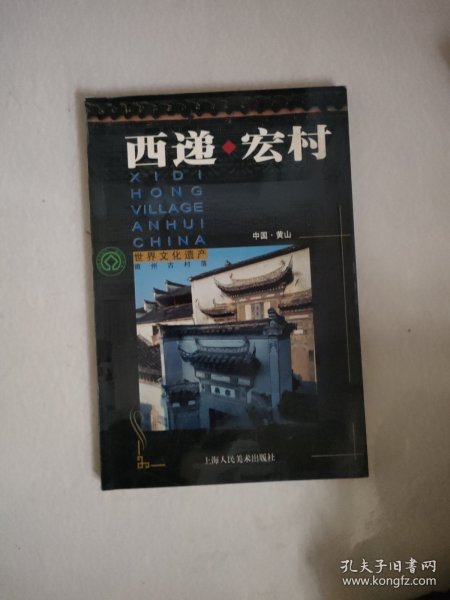 西递◆宏村
XIDI
HONG
VILLAGE
ANHUI
CHINA
中国·黄山
世界文化遗产
徽州古村落
上海人民美术出版社
孔夫子旧书网
www.kongfz.com